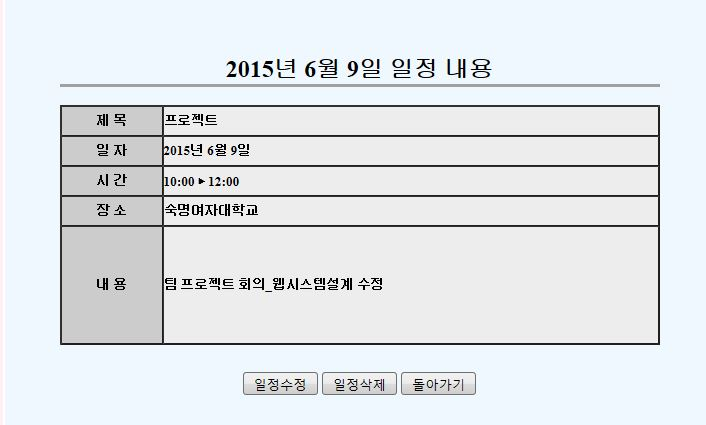 2015년 6월 9일 일정 내용
제 목 프로젝트
일 자 2015년 6월 9일
시 간 10:00 ▶ 12:00
장 소 숙명여자대학교
내 용 팀 프로젝트 회의_웹시스템설계 수정
일정수정 일정삭제 돌아가기